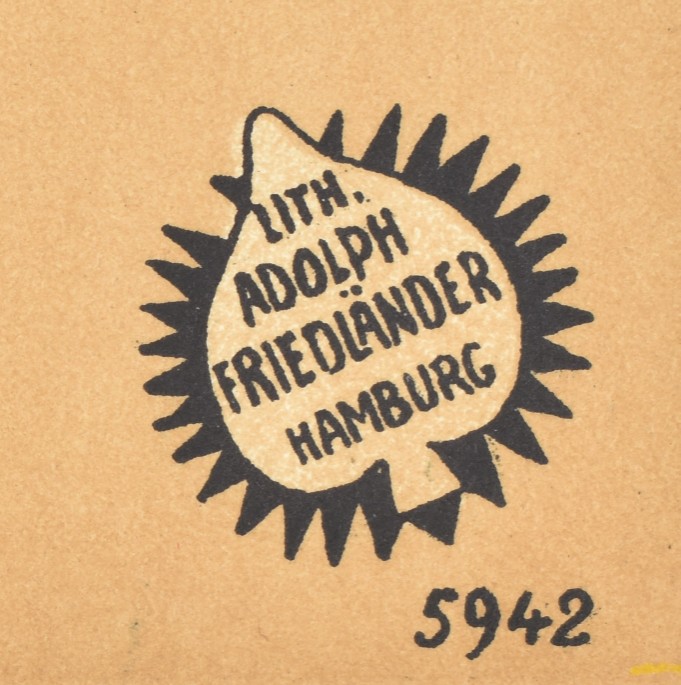 LITH.
ADOLPH
FRIEDLÄNDER
HAMBURG
5942